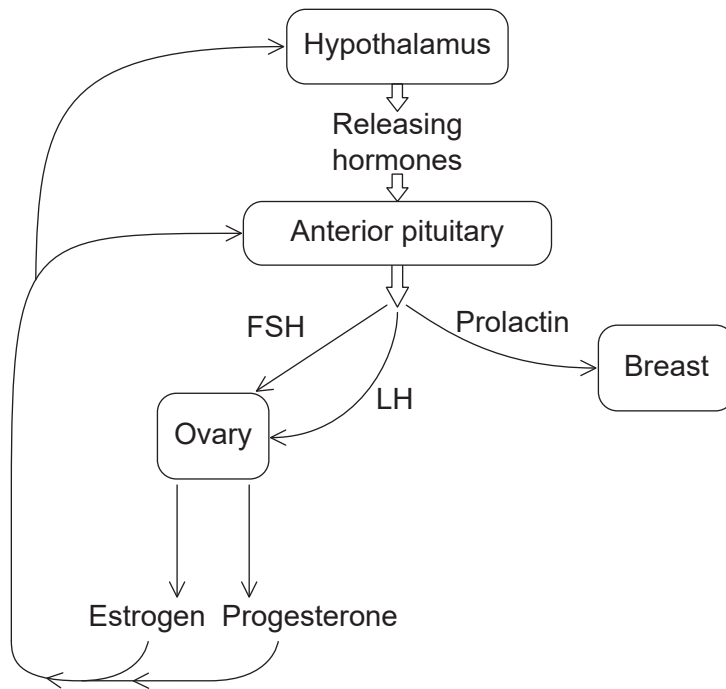 Hypothalamus
Releasing
hormones
Anterior pituitary
FSH
Prolactin
Breast
LH
Ovary
Estrogen
Progesterone